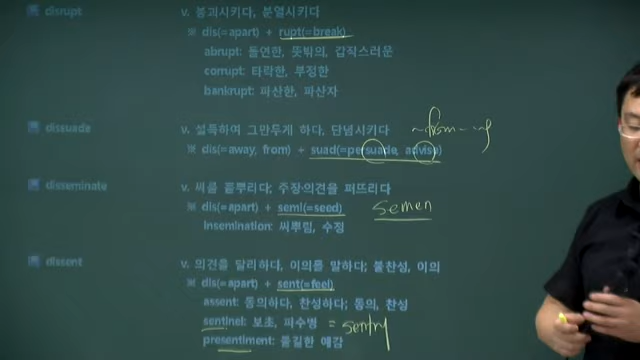 disrupt v. 붕괴시키다, 분열시키다
※ dis(=apart) + rupt(=break)
abrupt: 돌연한, 뜻밖의, 갑직스러운
corrupt: 타락한, 부정한
bankrupt: 파산한, 파산자
dissuade v. 설득하여 그만두게 하다, 단념시키다 ~from ~ing
※ dis(=away, from) + suad(=persuade, advise)
disseminate v. 씨를 흩뿌리다; 주장·의견을 퍼뜨리다
※ dis(=apart) + semi(=seed) semen
insemination: 씨뿌림, 수정
dissent v. 의견을 달리하다, 이의를 말하다; 불찬성, 이의
※ dis(=apart) + sent(=feel)
assent: 동의하다, 찬성하다; 동의, 찬성
sentinel: 보초, 파수병 = sentry
presentiment: 불길한 예감